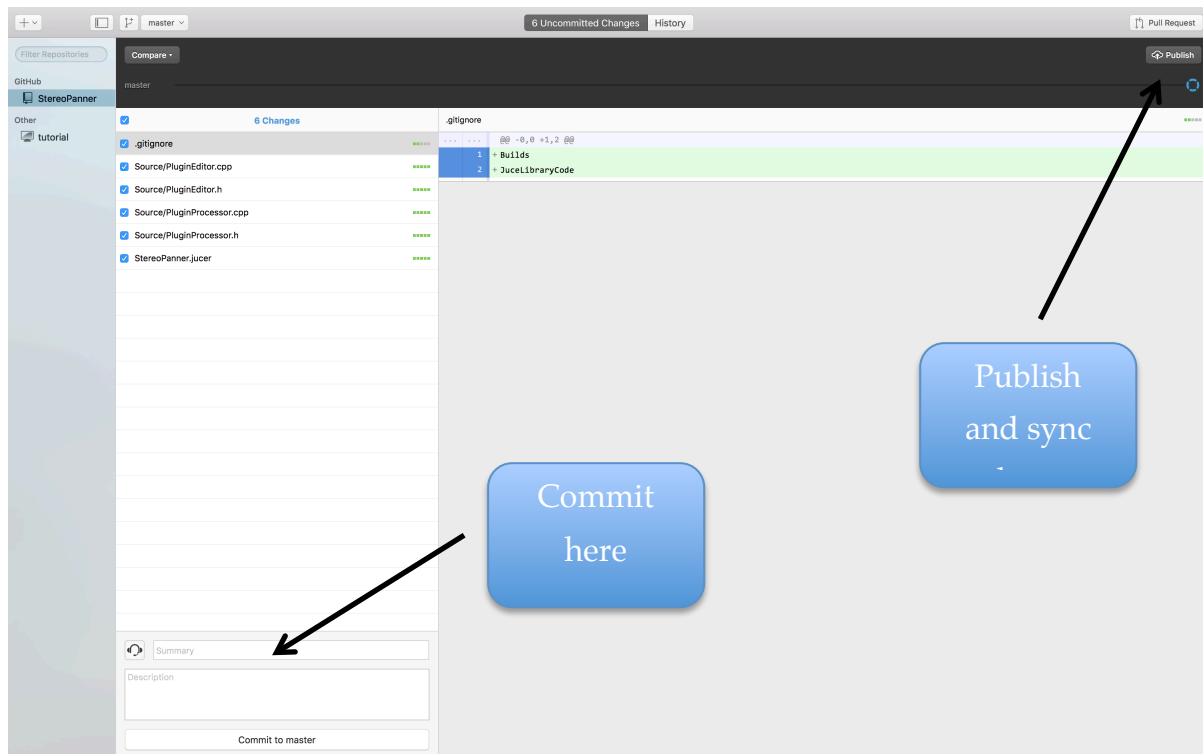 master
6 Uncommitted Changes
History
Pull Request
Filter Repositories
GitHub
StereoPanner
Other
tutorial
Compare
Publish
master
6 Changes
.gitignore
Source/PluginEditor.cpp
Source/PluginEditor.h
Source/PluginProcessor.cpp
Source/PluginProcessor.h
StereoPanner.jucer
.gitignore
... ... @@ -0,0 +1,2 @@
1 + Builds
2 + JuceLibraryCode
Publish
and sync
Commit
here
Summary
Description
Commit to master